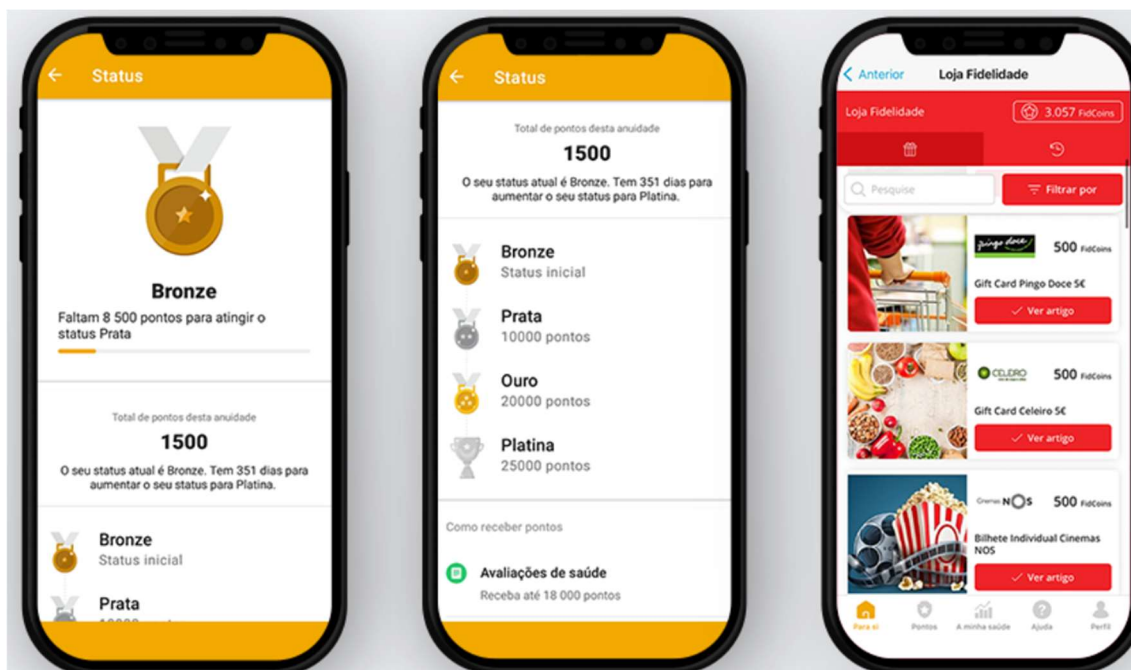 Status
Bronze
Faltam 8 500 pontos para atingir o
status Prata
Total de pontos desta anuidade
1500
O seu status atual é Bronze. Tem 351 dias para
aumentar o seu status para Platina.
Bronze
Status inicial
Prata
Status
Total de pontos desta anuidade
1500
O seu status atual é Bronze. Tem 351 dias para
aumentar o seu status para Platina.
Bronze
Status inicial
Prata
10000 pontos
Ouro
20000 pontos
Platina
25000 pontos
Como receber pontos
Avaliações de saúde
Receba até 18 000 pontos
Anterior Loja Fidelidade
Loja Fidelidade 3.057 FidCoins
Pesquise Filtrar por
pingo doce 500 FidCoins
Gift Card Pingo Doce 5€
Ver artigo
CELEIRO 500 FidCoins
Gift Card Celeiro 5€
Ver artigo
Cinemas NOS 500 FidCoins
Bilhete Individual Cinemas
NOS
Ver artigo
Para si Pontos A minha saúde Ajuda Perfil